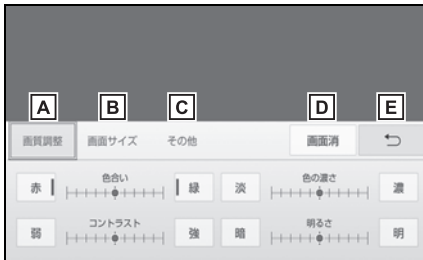 A B C D E
画質調整 画面サイズ その他 画面消
色合い 色の濃さ
赤 緑 淡 濃
コントラスト 明るさ
弱 強 暗 明